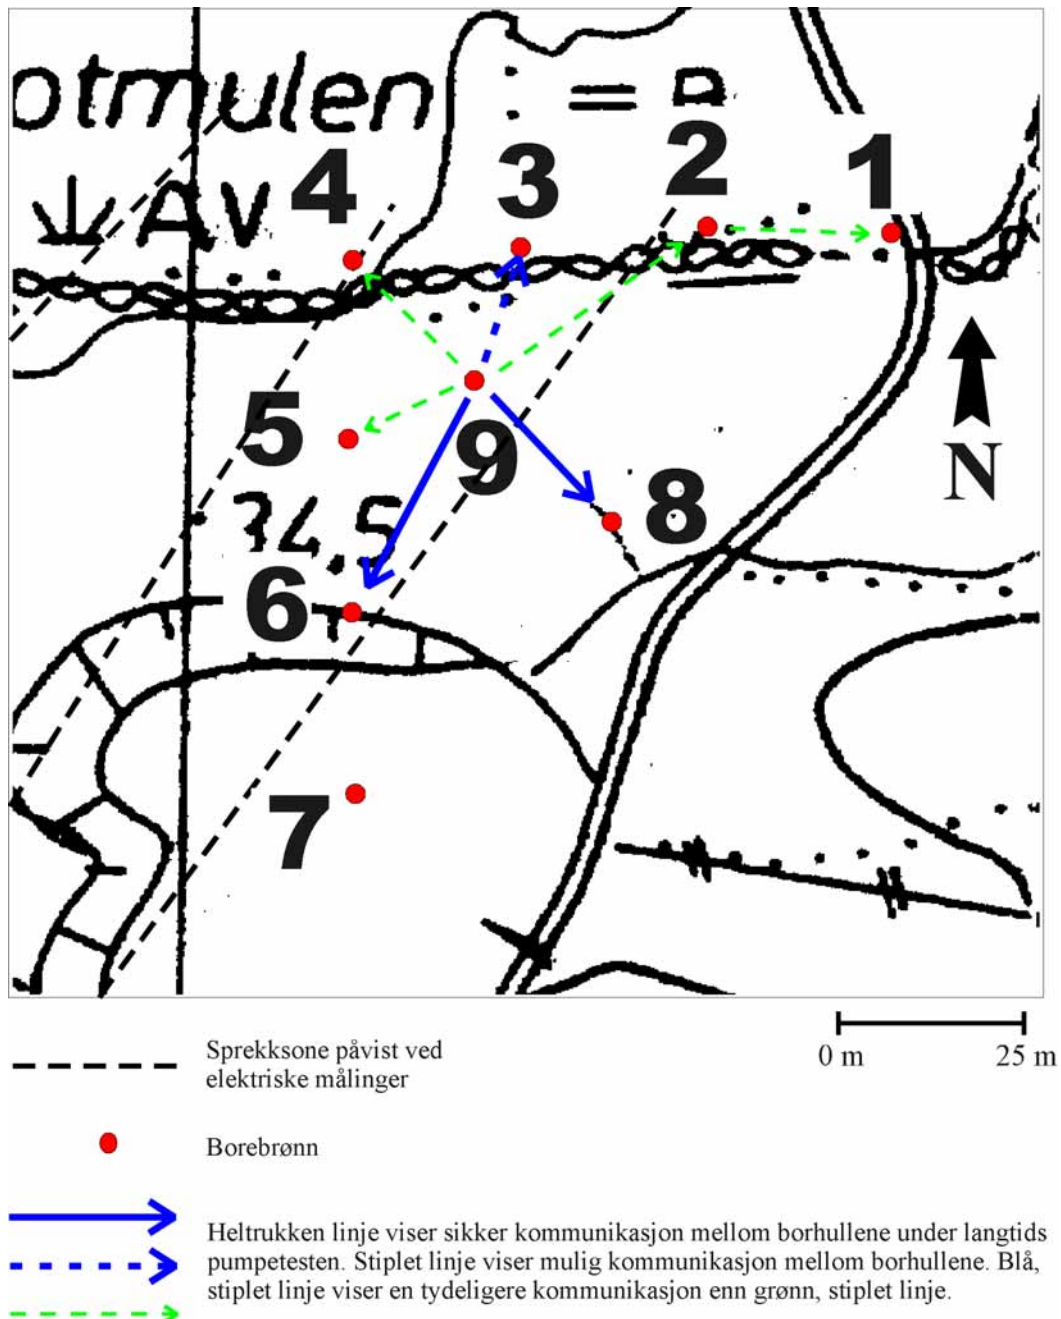 otmulen = B
2 1
4 3
AV
5
9
?4.5 8
N
6
7
0 m 25 m
Sprekksone påvist ved
elektriske målinger
Borebrønn
Heltrukken linje viser sikker kommunikasjon mellom borhullene under langtids
pumpetesten. Stiplet linje viser mulig kommunikasjon mellom borhullene. Blå,
stiplet linje viser en tydeligere kommunikasjon enn grønn, stiplet linje.